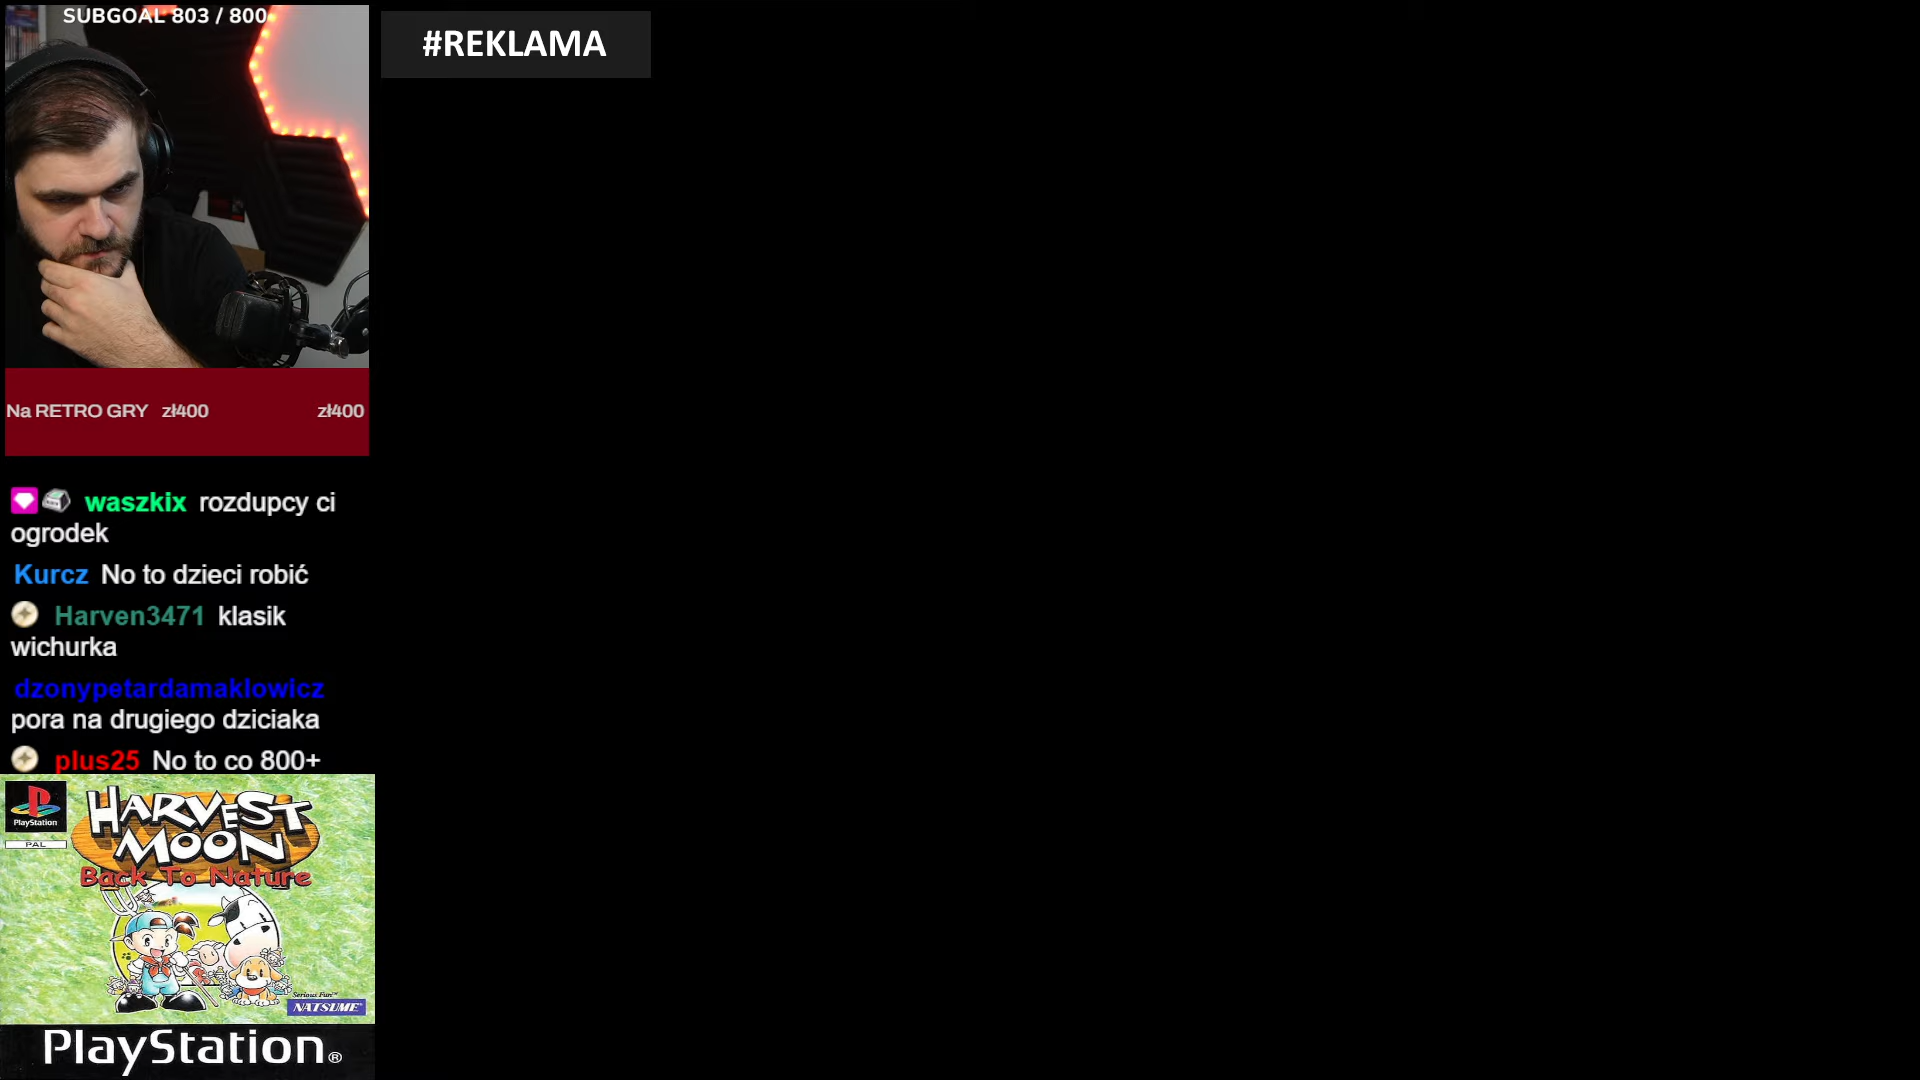 SUBGOAL 803 / 800
#REKLAMA
Na RETRO GRY zł400 zł400
waszkix rozdupcy ci
ogrodek
Kurcz No to dzieci robić
Harven3471 klasik
wichurka
dzonypetardamaklowicz
pora na drugiego dziciaka
plus25 No to co 800+
PlayStation
PAL
HARVEST
MOON
Back To Nature
Serious Fun™
NATSUME®
PlayStation®